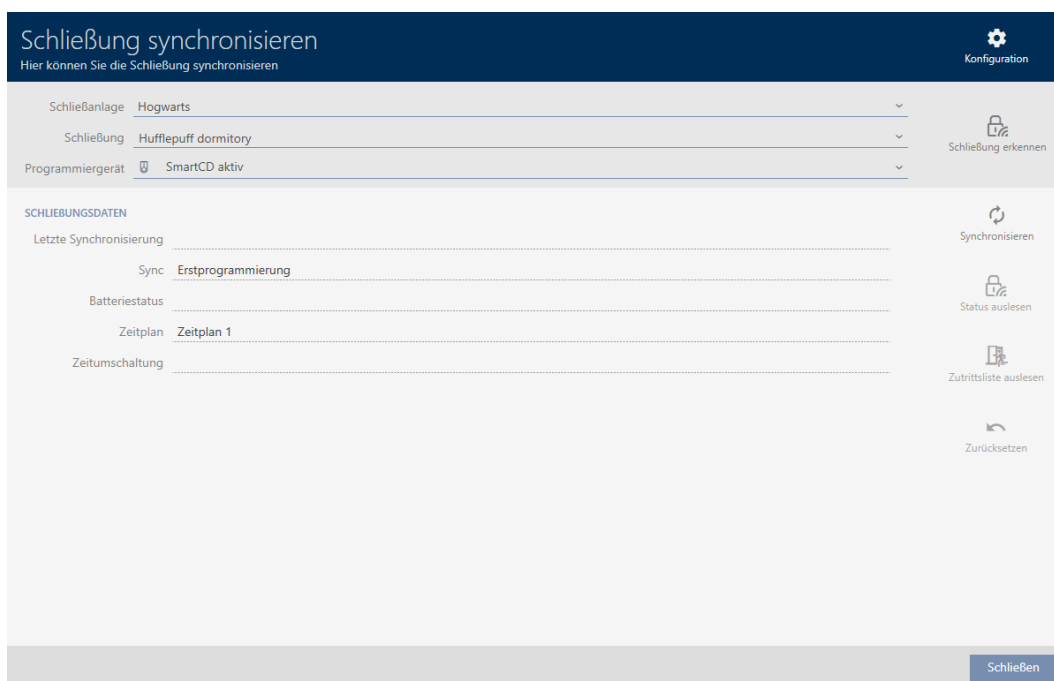 Schließung synchronisieren
Hier können Sie die Schließung synchronisieren
Konfiguration
Schließanlage Hogwarts
Schließung Hufflepuff dormitory
Programmiergerät SmartCD aktiv
Schließung erkennen
SCHLIEßUNGSDATEN
Letzte Synchronisierung
Sync Erstprogrammierung
Batteriestatus
Zeitplan Zeitplan 1
Zeitumschaltung
Synchronisieren
Status auslesen
Zutrittsliste auslesen
Zurücksetzen
Schließen